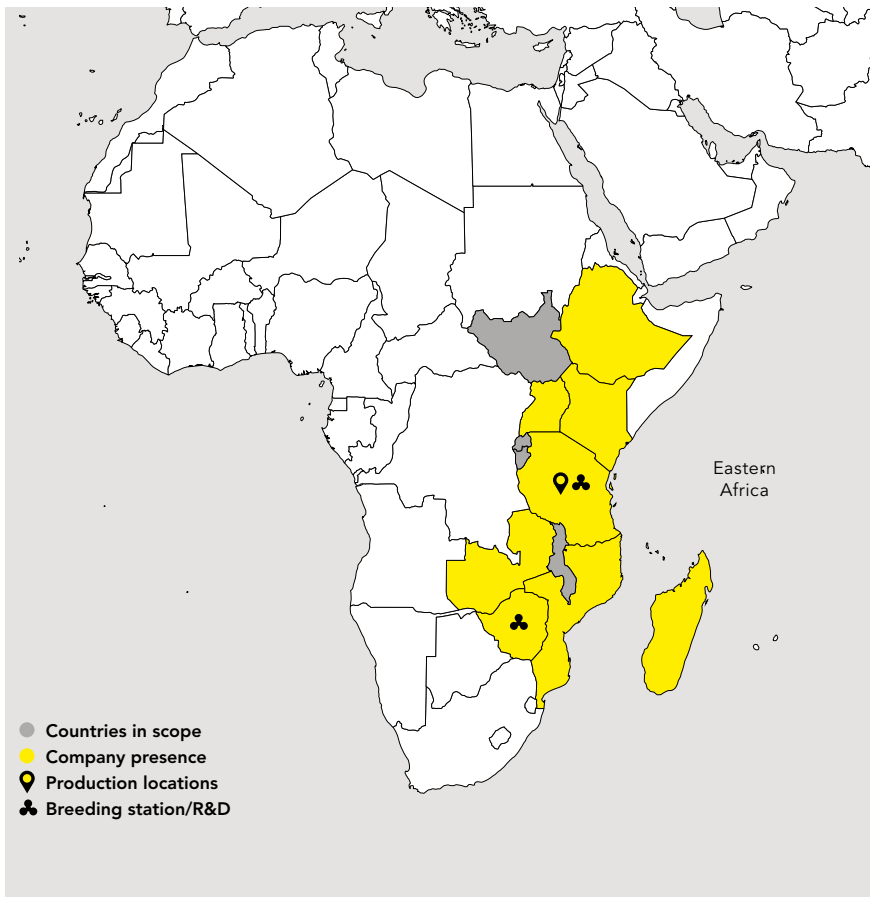 Eastern
Africa
Countries in scope
Company presence
Production locations
Breeding station/R&D